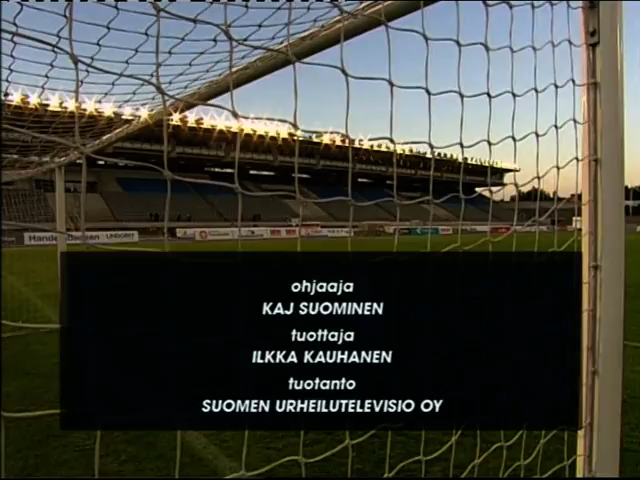 ohjaaja
KAJ SUOMINEN
tuottaja
ILKKA KAUHANEN
tuotanto
SUOMEN URHEILUTELEVISIO OY